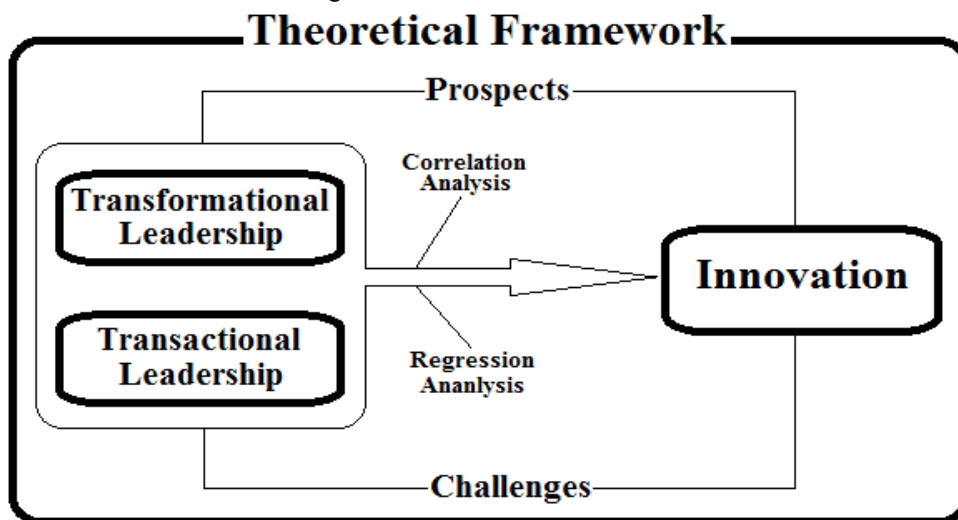 Theoretical Framework
Prospects
Correlation
Analysis
Transformational
Leadership
Innovation
Transactional
Leadership
Regression
Ananlysis
Challenges